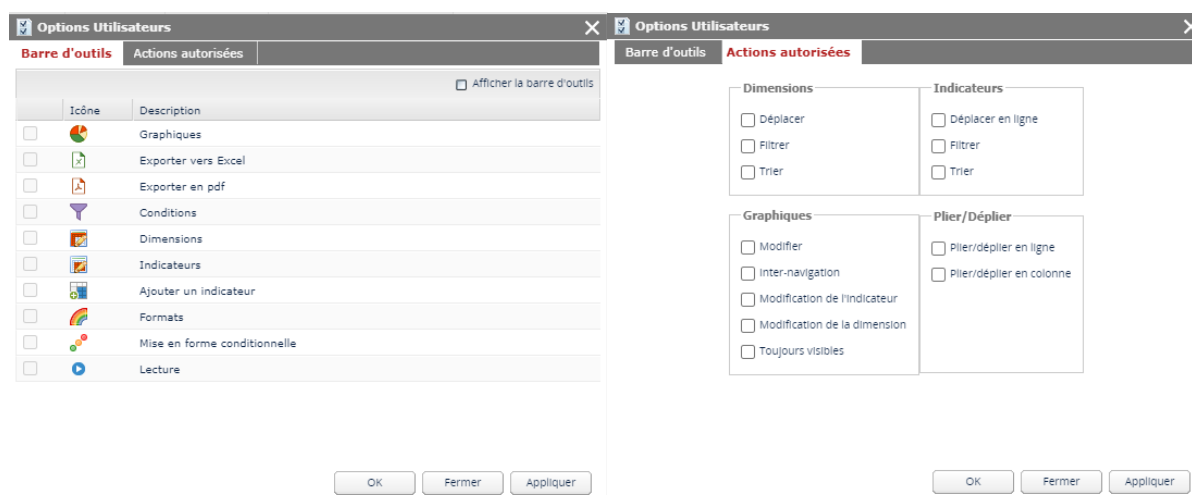 Options Utilisateurs
Barre d'outils Actions autorisées
Afficher la barre d'outils
Icône Description
Graphiques
Exporter vers Excel
Exporter en pdf
Conditions
Dimensions
Indicateurs
Ajouter un indicateur
Formats
Mise en forme conditionnelle
Lecture
OK Fermer Appliquer
Options Utilisateurs
Barre d'outils Actions autorisées
Dimensions
Déplacer
Filtrer
Trier
Indicateurs
Déplacer en ligne
Filtrer
Trier
Graphiques
Modifier
Inter-navigation
Modification de l'indicateur
Modification de la dimension
Toujours visibles
Plier/Déplier
Plier/déplier en ligne
Plier/déplier en colonne
OK Fermer Appliquer